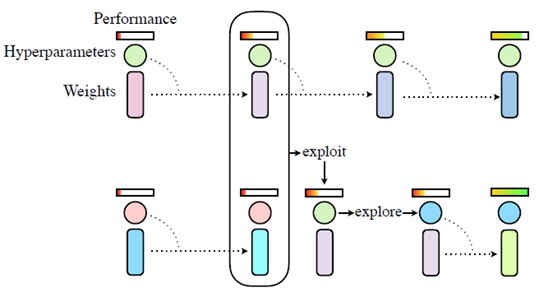 Performance
Hyperparameters
Weights
exploit
explore